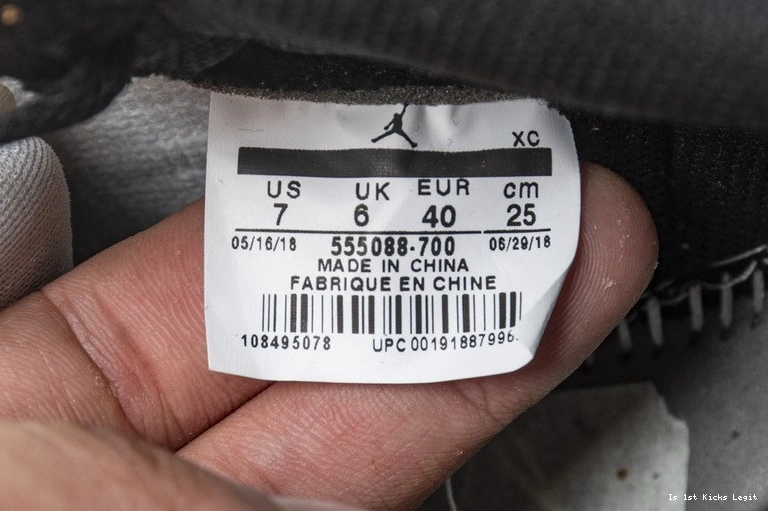 XC
US UK EUR cm
7 6 40 25
05/16/18 555088-700 06/29/18
MADE IN CHINA
FABRIQUE EN CHINE
108495078 UPC 00191887996
Is 1st Kicks Legit